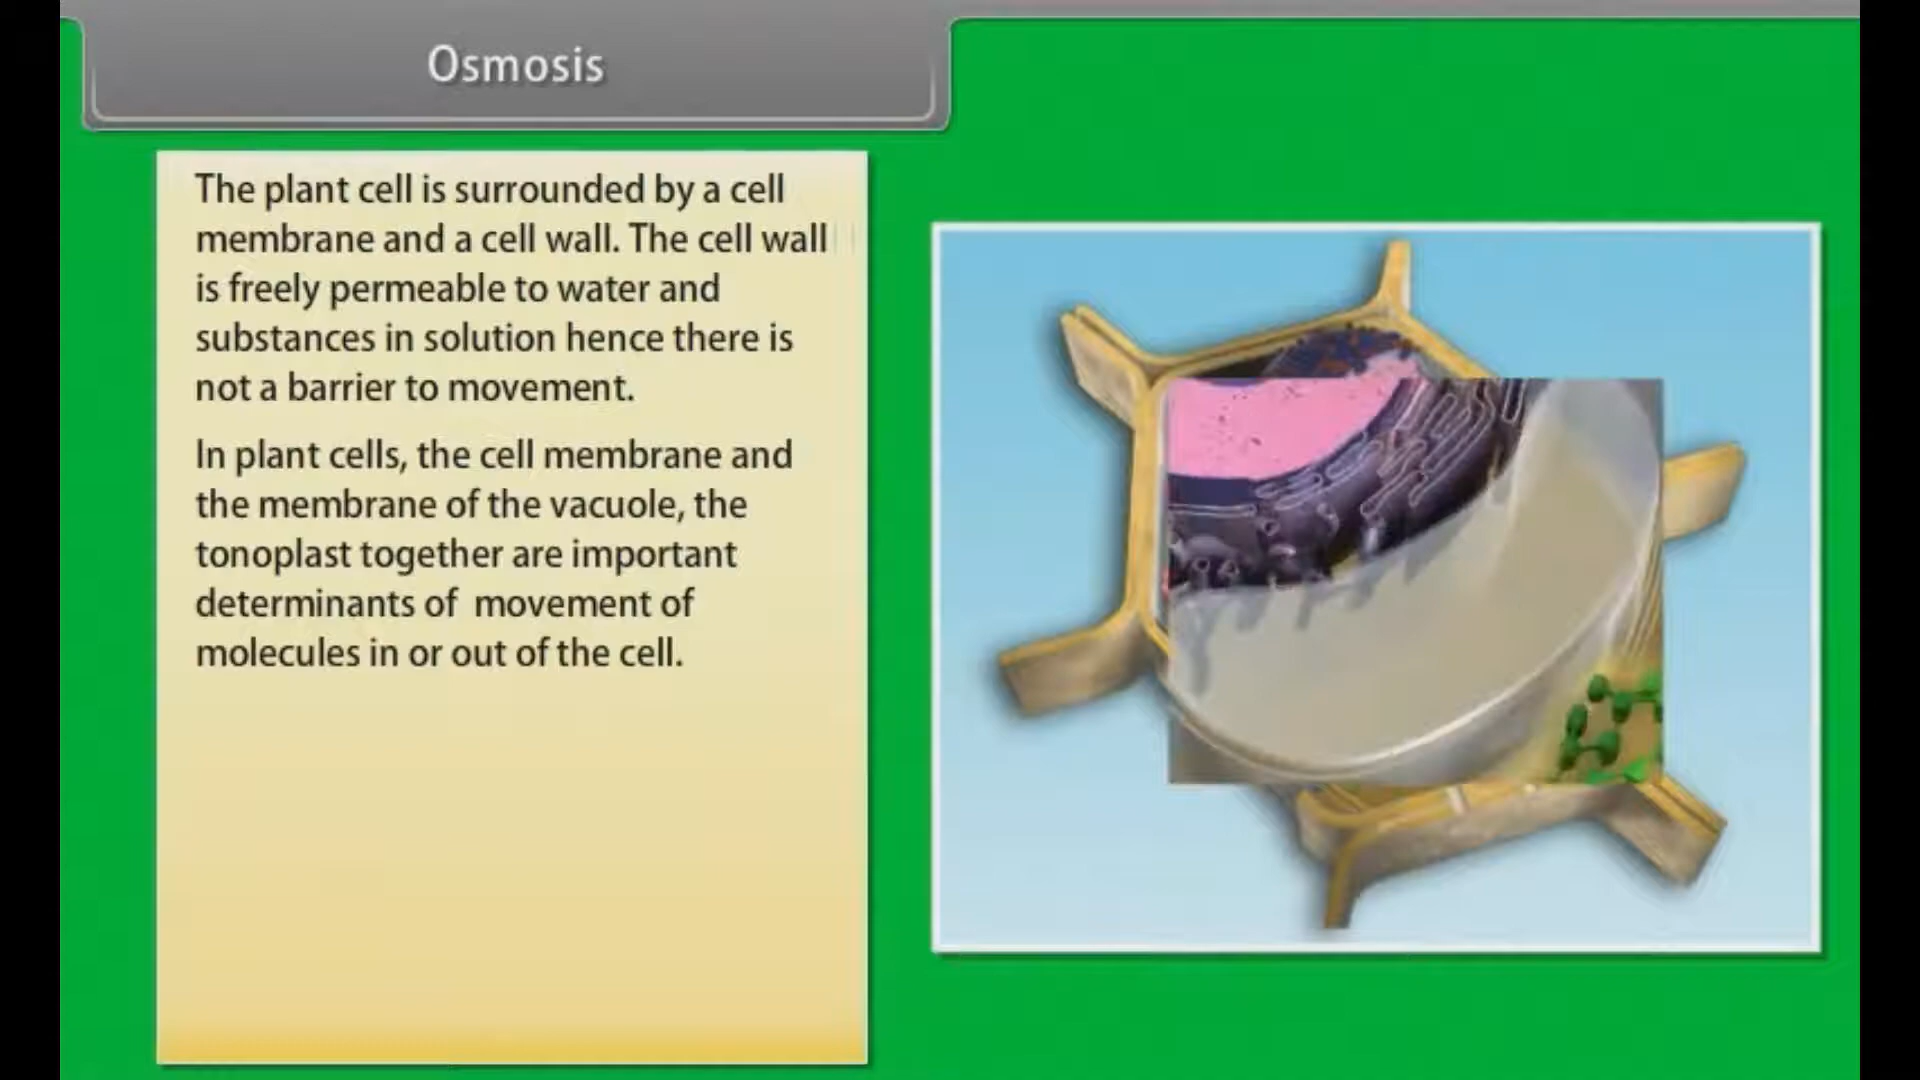 Osmosis
The plant cell is surrounded by a cell
membrane and a cell wall. The cell wall
is freely permeable to water and
substances in solution hence there is
not a barrier to movement.
In plant cells, the cell membrane and
the membrane of the vacuole, the
tonoplast together are important
determinants of movement of
molecules in or out of the cell.